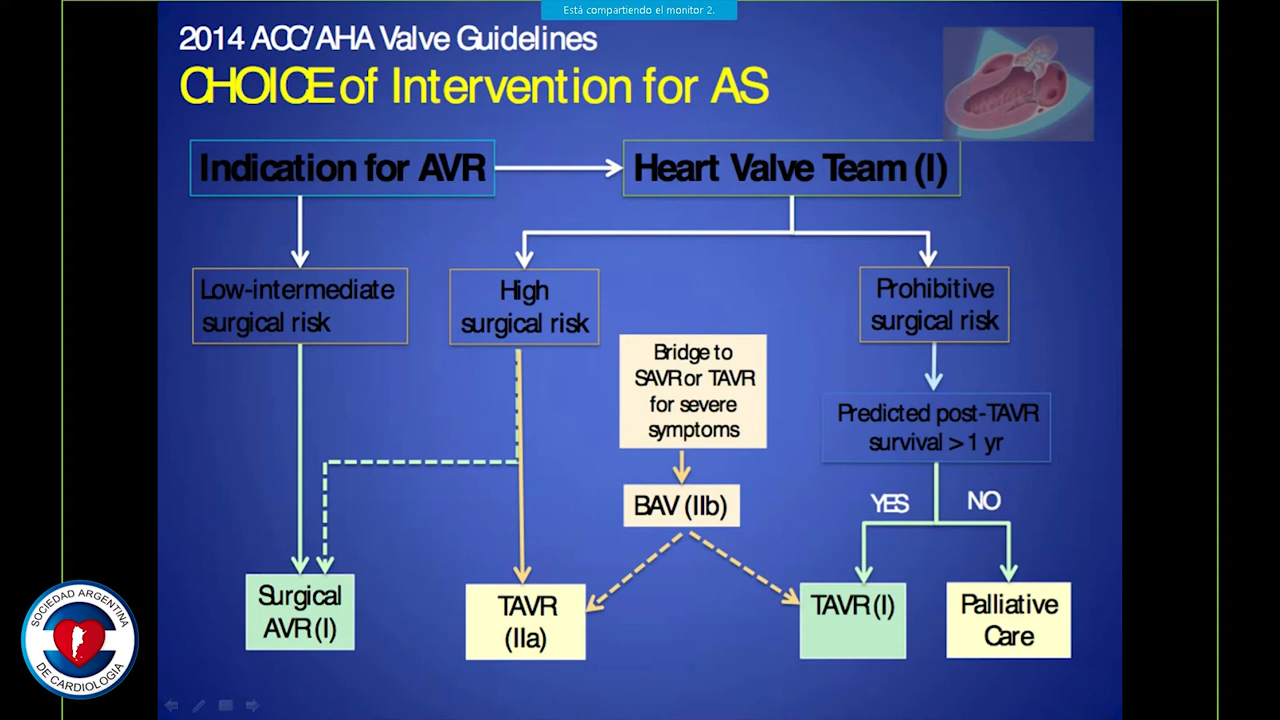 Está compartiendo el monitor 2.
2014 ACC/AHA Valve Guidelines
CHOICE of Intervention for AS
Indication for AVR
Heart Valve Team (I)
Low-intermediate
surgical risk
High
surgical risk
Prohibitive
surgical risk
Bridge to
SAVR or TAVR
for severe
symptoms
Predicted post-TAVR
survival > 1 yr
BAV (IIb)
YES
NO
Surgical
AVR (I)
TAVR
(IIa)
TAVR (I)
Palliative
Care
SOCIEDAD ARGENTINA
DE CARDIOLOGÍA